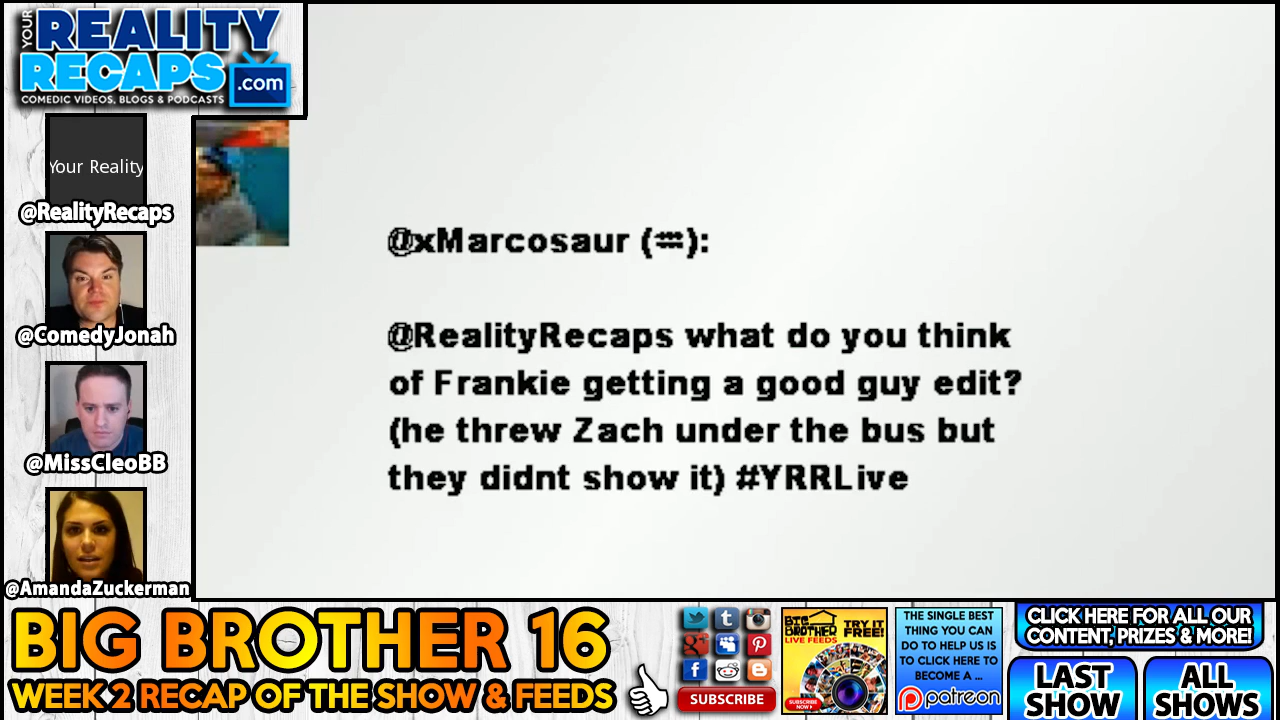 YOUR REALITY
RECAPS .com
COMEDIC VIDEOS, BLOGS & PODCASTS
Your Reality
@RealityRecaps
@ComedyJonah
@MissCleoBB
@AmandaZuckerman
@xMarcosaur (♒):
@RealityRecaps what do you think
of Frankie getting a good guy edit?
(he threw Zach under the bus but
they didnt show it) #YRRLive
BIG BROTHER 16
WEEK 2 RECAP OF THE SHOW & FEEDS
SUBSCRIBE
BIG BROTHER
LIVE FEEDS
TRY IT
FREE!
SUBSCRIBE
NOW
THE SINGLE BEST
THING YOU CAN
DO TO HELP US IS
TO CLICK HERE TO
BECOME A ...
patreon
CLICK HERE FOR ALL OUR
CONTENT, PRIZES & MORE!
LAST
SHOW
ALL
SHOWS